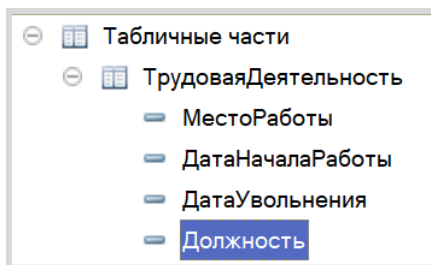 Табличные части
ТрудоваяДеятельность
МестоРаботы
ДатаНачалаРаботы
ДатаУвольнения
Должность